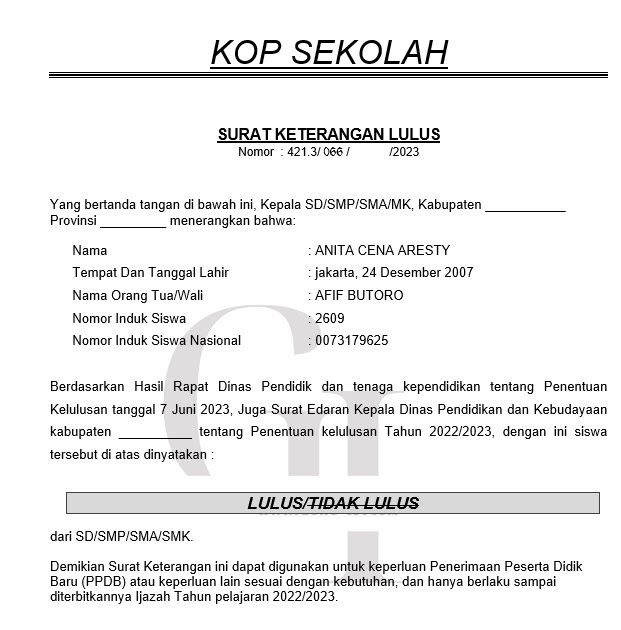 KOP SEKOLAH
SURAT KETERANGAN LULUS
Nomor : 421.3/ 066 / /2023
Yang bertanda tangan di bawah ini, Kepala SD/SMP/SMA/MK, Kabupaten ___________
Provinsi _________ menerangkan bahwa:
Nama : ANITA CENA ARESTY
Tempat Dan Tanggal Lahir : jakarta, 24 Desember 2007
Nama Orang Tua/Wali : AFIF BUTORO
Nomor Induk Siswa : 2609
Nomor Induk Siswa Nasional : 0073179625
Berdasarkan Hasil Rapat Dinas Pendidik dan tenaga kependidikan tentang Penentuan
Kelulusan tanggal 7 Juni 2023, Juga Surat Edaran Kepala Dinas Pendidikan dan Kebudayaan
kabupaten __________ tentang Penentuan kelulusan Tahun 2022/2023, dengan ini siswa
tersebut di atas dinyatakan :
LULUS/TIDAK LULUS
dari SD/SMP/SMA/SMK.
Demikian Surat Keterangan ini dapat digunakan untuk keperluan Penerimaan Peserta Didik
Baru (PPDB) atau keperluan lain sesuai dengan kebutuhan, dan hanya berlaku sampai
diterbitkannya Ijazah Tahun pelajaran 2022/2023.